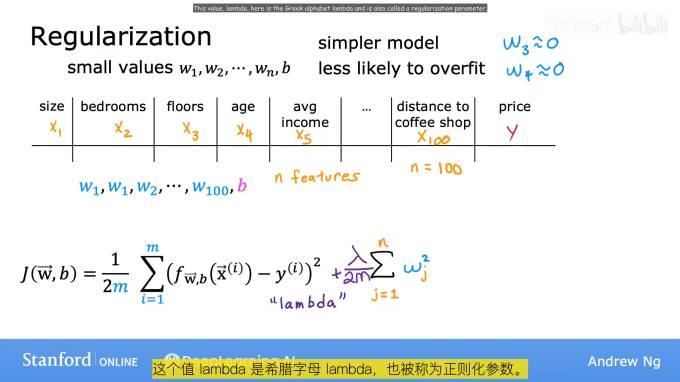 This value, lambda, here is the Greek alphabet lambda and is also called a regularization parameter.
bilibili
Regularization
simpler model
w₃≈0
small values w₁, w₂, ⋯, wₙ, b
less likely to overfit
w₄≈0
size bedrooms floors age avg income … distance to coffee shop price
x₁ x₂ x₃ x₄ x₅ x₁₀₀ y
w₁, w₁, w₂, ⋯, w₁₀₀, b
n features
n = 100
J(w⃗, b) = 1/2m ∑ᵢ₌₁ᵐ (f_w⃗,b(x⃗⁽ⁱ⁾) − y⁽ⁱ⁾)² + λ/2m ∑ⱼ₌₁ⁿ wⱼ²
"lambda"
Stanford ONLINE
Andrew Ng
这个值 lambda 是希腊字母 lambda，也被称为正则化参数。